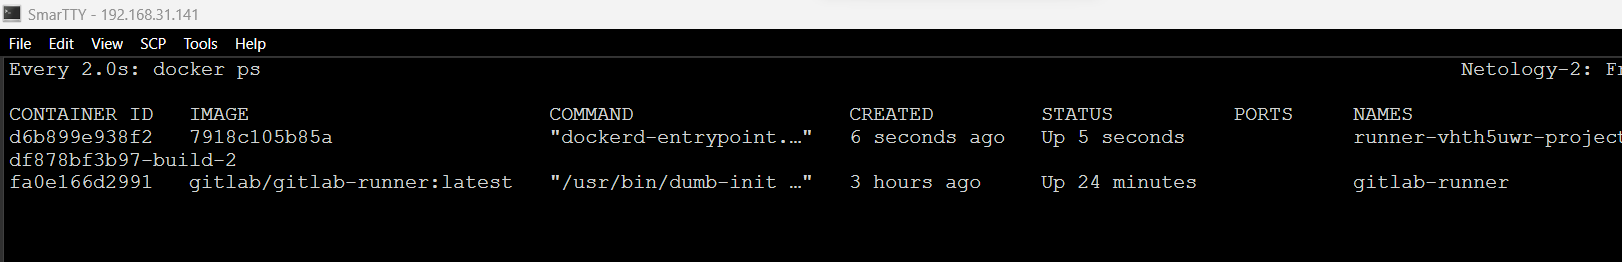 SmarTTY - 192.168.31.141
File Edit View SCP Tools Help
Every 2.0s: docker ps Netology-2: Fr
CONTAINER ID IMAGE COMMAND CREATED STATUS PORTS NAMES
d6b899e938f2 7918c105b85a "dockerd-entrypoint.…" 6 seconds ago Up 5 seconds runner-vhth5uwr-project
df878bf3b97-build-2
fa0e166d2991 gitlab/gitlab-runner:latest "/usr/bin/dumb-init …" 3 hours ago Up 24 minutes gitlab-runner